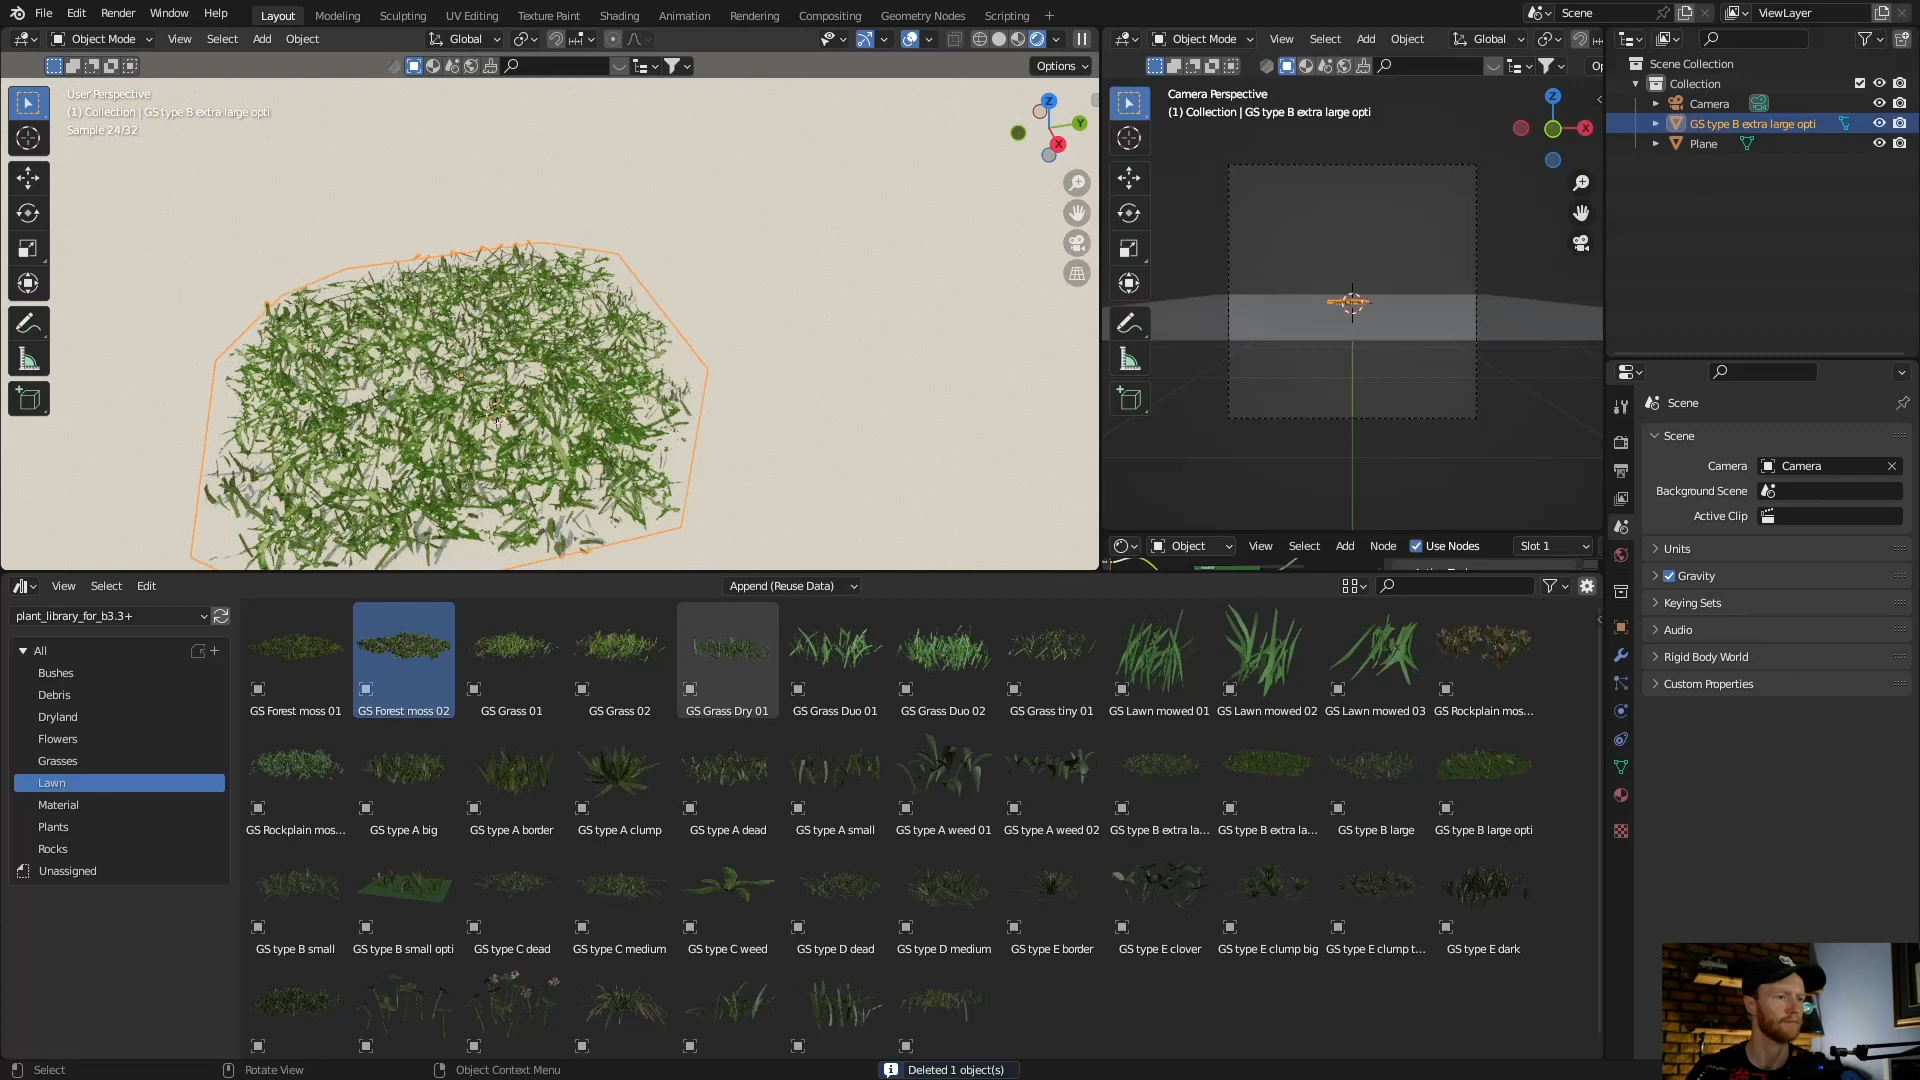 File Edit Render Window Help Layout Modeling Sculpting UV Editing Texture Paint Shading Animation Rendering Compositing Geometry Nodes Scripting + Scene ViewLayer
Object Mode View Select Add Object Global
Options
User Perspective
(1) Collection | GS type B extra large opti
Sample 24/32
Z
Y
X
Object Mode View Select Add Object Global
Camera Perspective
(1) Collection | GS type B extra large opti
Z
X
Object View Select Add Node Use Nodes Slot 1
Scene Collection
Collection
Camera
GS type B extra large opti
Plane
Scene
Scene
Camera Camera
Background Scene
Active Clip
Units
Gravity
Keying Sets
Audio
Rigid Body World
Custom Properties
View Select Edit Append (Reuse Data)
plant_library_for_b3.3+
All
Bushes
Debris
Dryland
Flowers
Grasses
Lawn
Material
Plants
Rocks
Unassigned
GS Forest moss 01 GS Forest moss 02 GS Grass 01 GS Grass 02 GS Grass Dry 01 GS Grass Duo 01 GS Grass Duo 02 GS Grass tiny 01 GS Lawn mowed 01 GS Lawn mowed 02 GS Lawn mowed 03 GS Rockplain mos...
GS Rockplain mos... GS type A big GS type A border GS type A clump GS type A dead GS type A small GS type A weed 01 GS type A weed 02 GS type B extra la... GS type B extra la... GS type B large GS type B large opti
GS type B small GS type B small opti GS type C dead GS type C medium GS type C weed GS type D dead GS type D medium GS type E border GS type E clover GS type E clump big GS type E clump t... GS type E dark
Select Rotate View Object Context Menu Deleted 1 object(s)